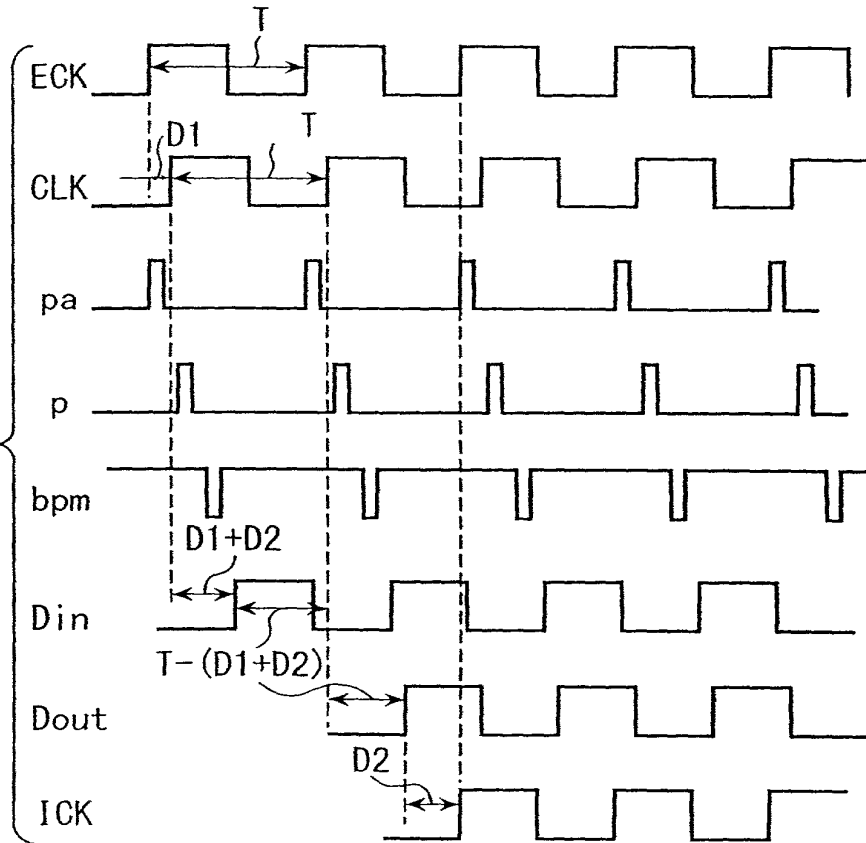 T
ECK
D1
T
CLK
pa
p
bpm
D1+D2
Din
T-(D1+D2)
Dout
D2
ICK